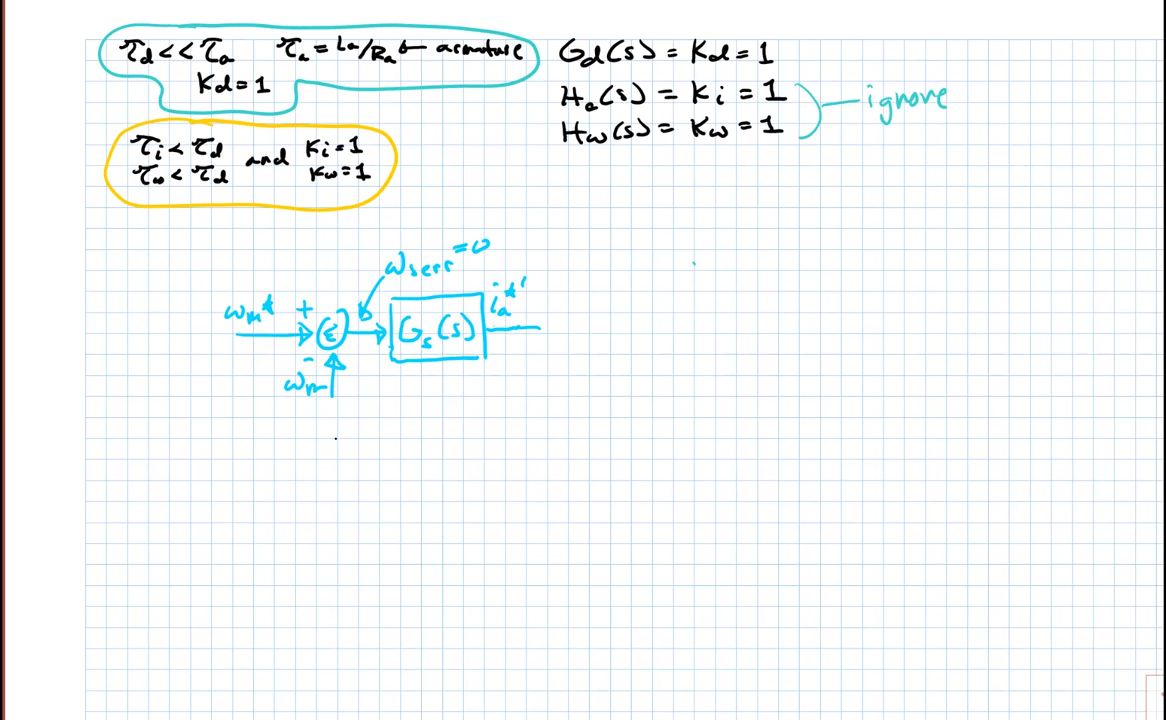 τd << τa   τa = La/Ra ← armature
Kd = 1
τi < τd and Ki = 1
τω < τd   Kω = 1
Gd(s) = Kd = 1
Ha(s) = Ki = 1
Hω(s) = Kω = 1
ignore
ωserr = 0
ωm* + Σ Gs(s) ia*'
-
ωm